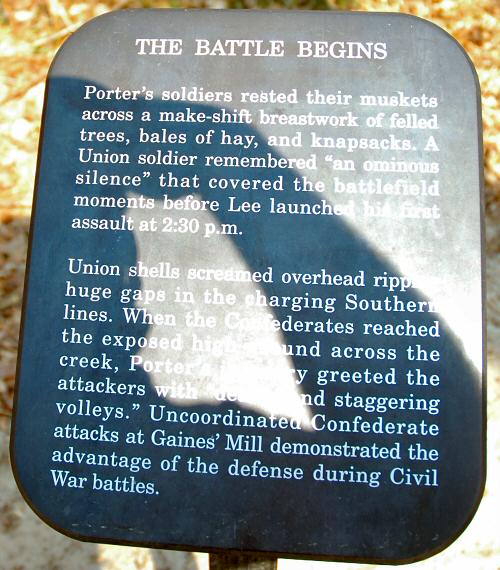 THE BATTLE BEGINS
Porter's soldiers rested their muskets
across a make-shift breastwork of felled
trees, bales of hay, and knapsacks. A
Union soldier remembered "an ominous
silence" that covered the battlefield
moments before Lee launched his first
assault at 2:30 p.m.
Union shells screamed overhead
huge gaps in the charging Southern
lines. When the Confederates reached
the exposed high ground across the
creek, Porter's greeted the
attackers with and staggering
volleys." Uncoordinated Confederate
attacks at Gaines' Mill demonstrated the
advantage of the defense during Civil
War battles.